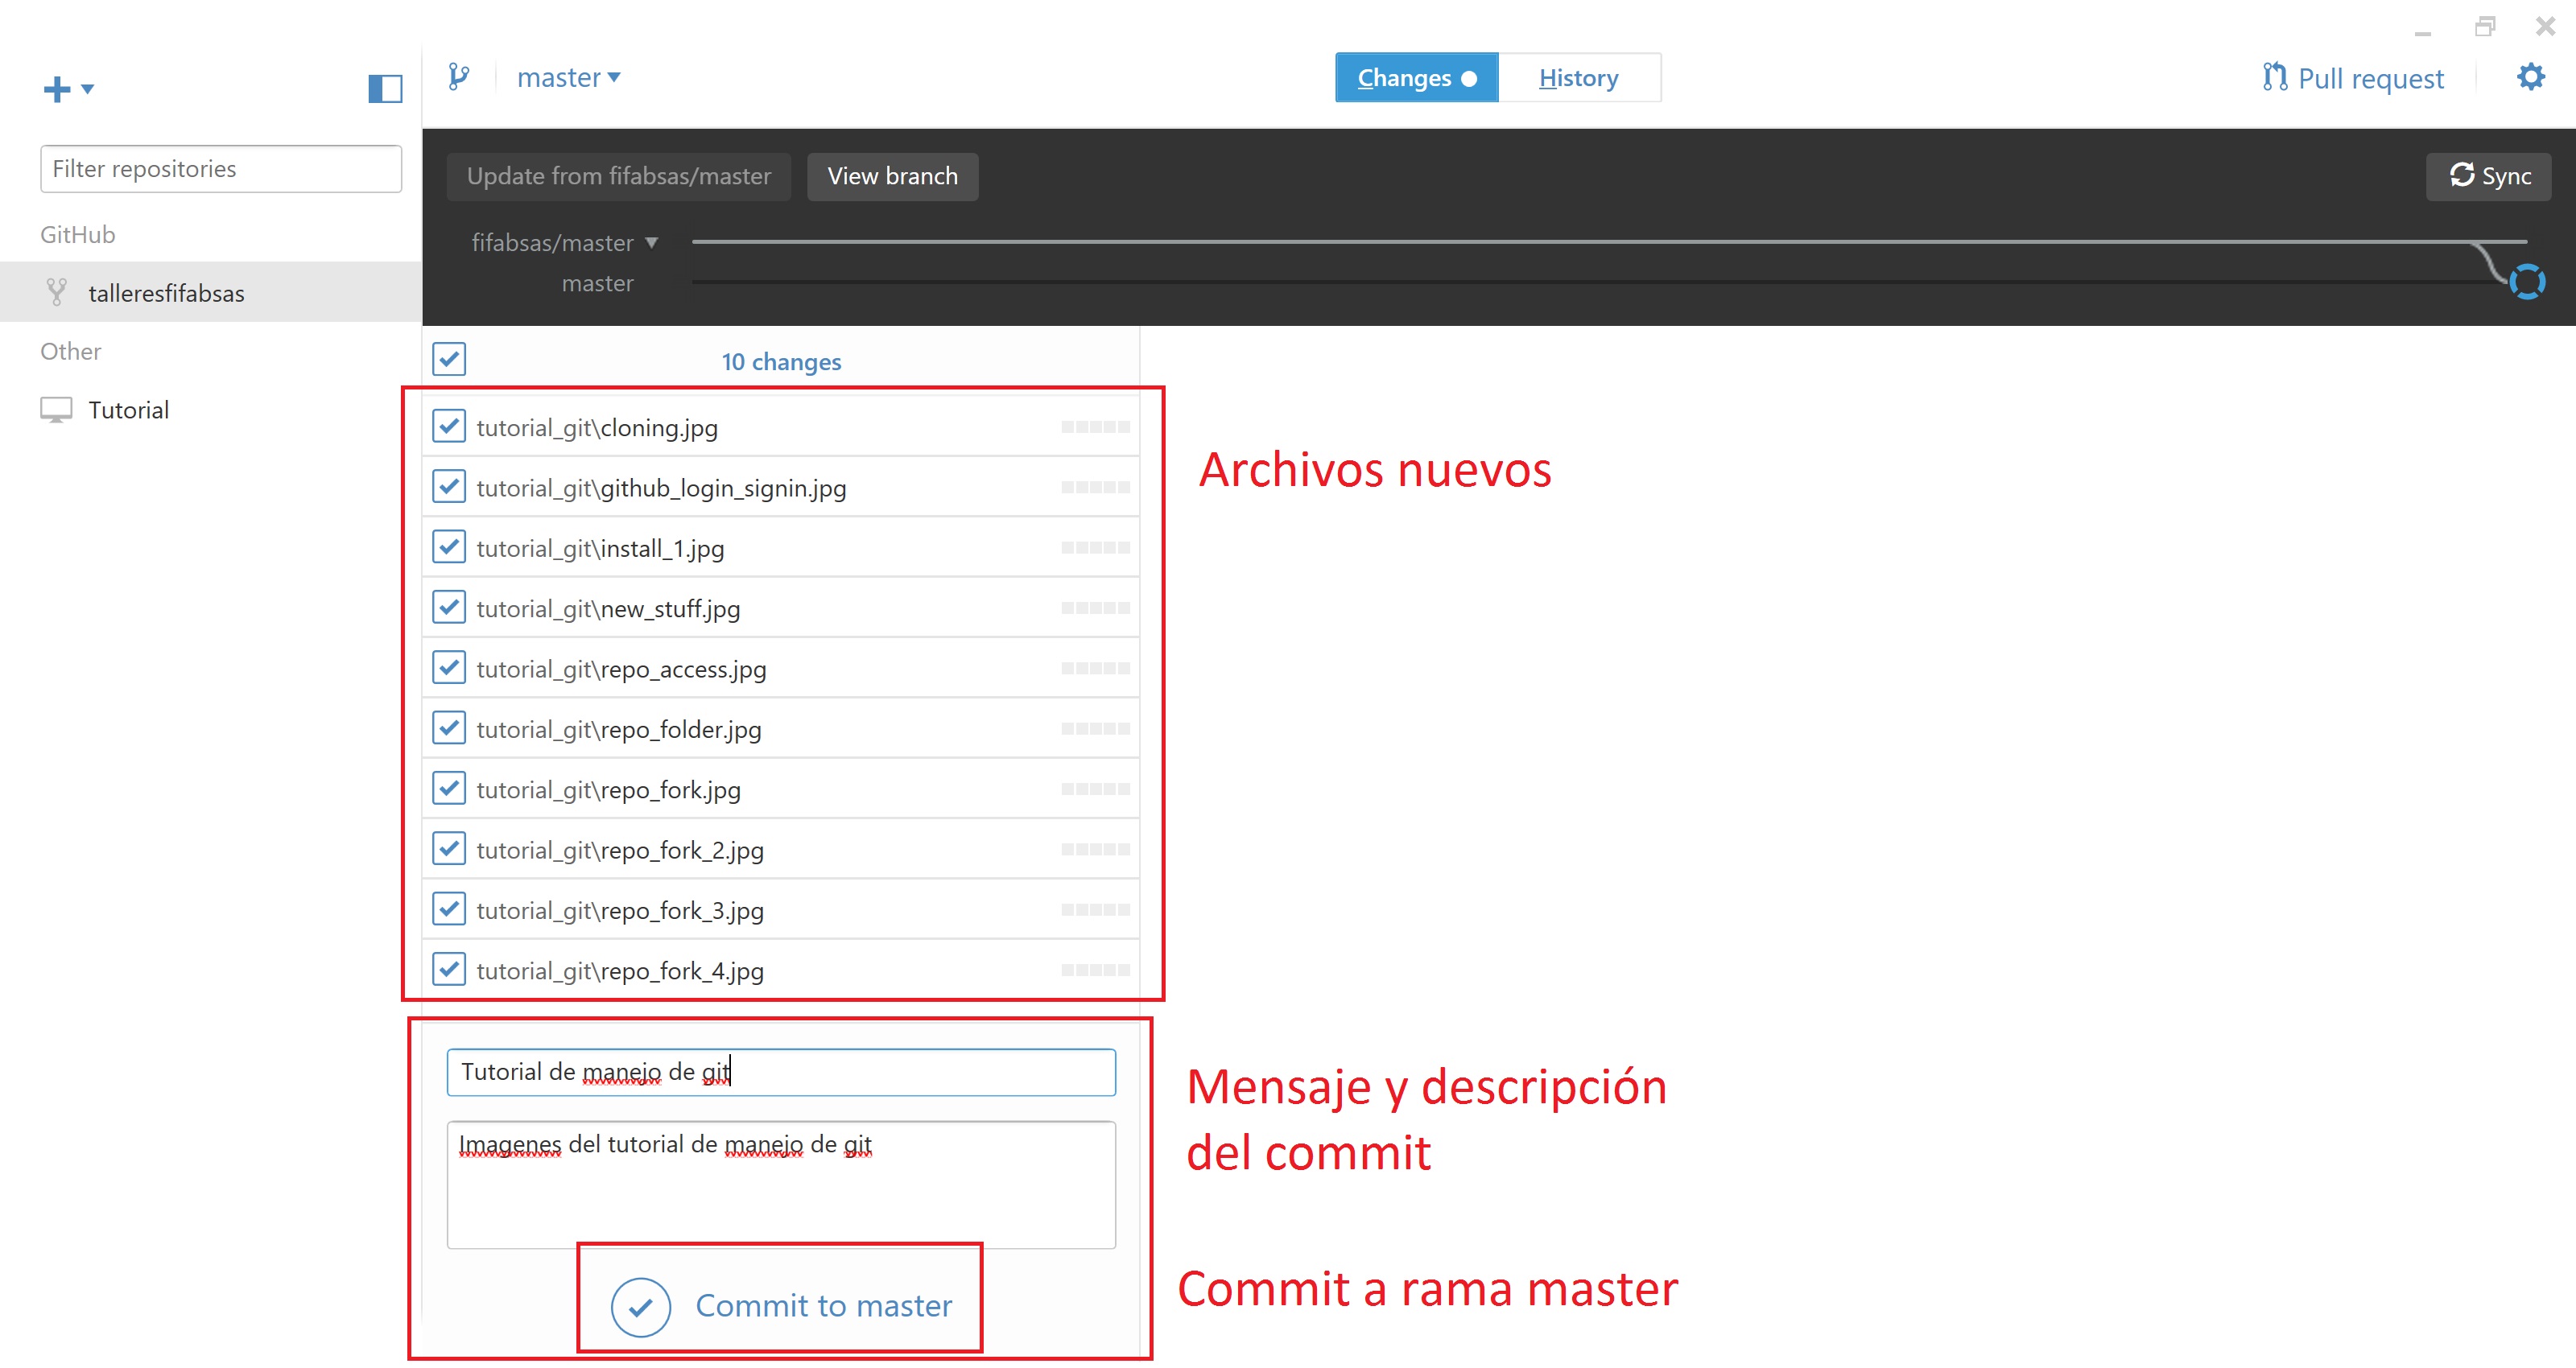 master
Changes
History
Pull request
Filter repositories
GitHub
talleresfifabsas
Other
Tutorial
Update from fifabsas/master
View branch
Sync
fifabsas/master
master
10 changes
tutorial_git\cloning.jpg
tutorial_git\github_login_signin.jpg
tutorial_git\install_1.jpg
tutorial_git\new_stuff.jpg
tutorial_git\repo_access.jpg
tutorial_git\repo_folder.jpg
tutorial_git\repo_fork.jpg
tutorial_git\repo_fork_2.jpg
tutorial_git\repo_fork_3.jpg
tutorial_git\repo_fork_4.jpg
Archivos nuevos
Tutorial de manejo de git
Imagenes del tutorial de manejo de git
Mensaje y descripción
del commit
Commit to master
Commit a rama master